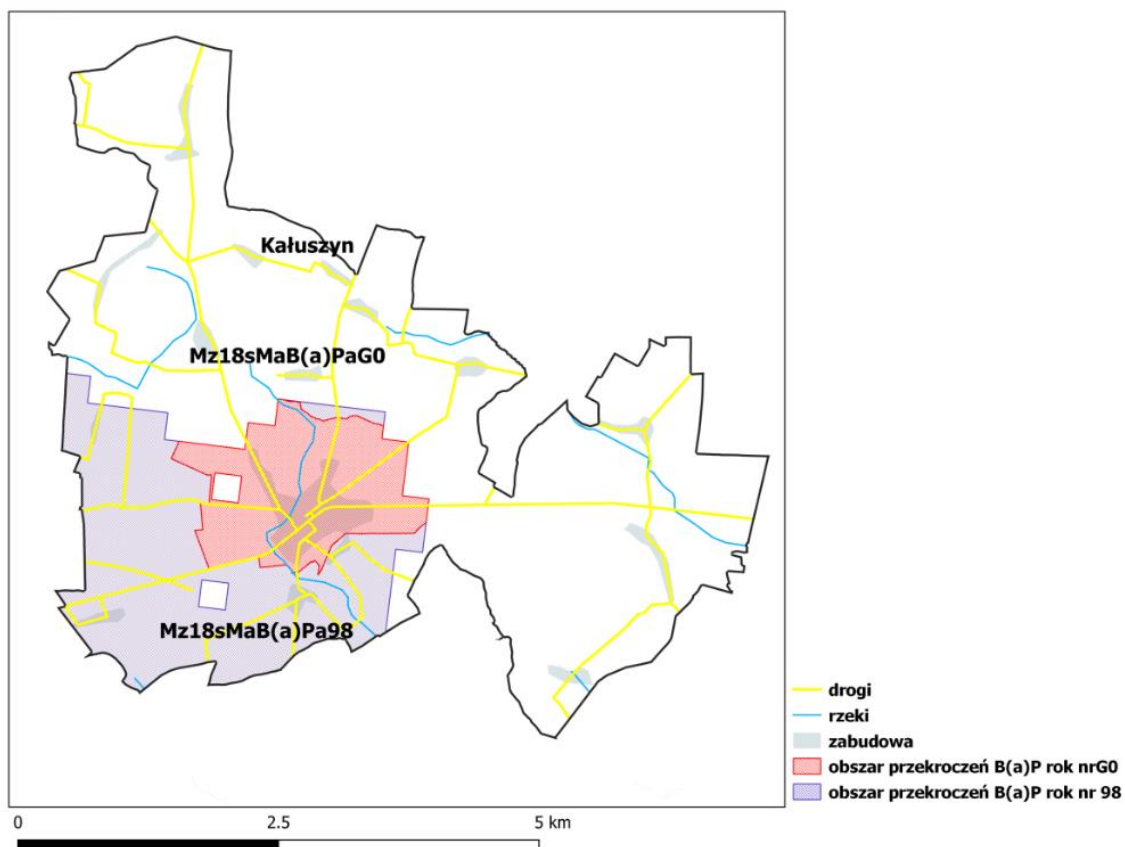 Kałuszyn
Mz18sMaB(a)PaG0
Mz18sMaB(a)Pa98
drogi
rzeki
zabudowa
obszar przekroczeń B(a)P rok nrG0
obszar przekroczeń B(a)P rok nr 98
0 2.5 5 km